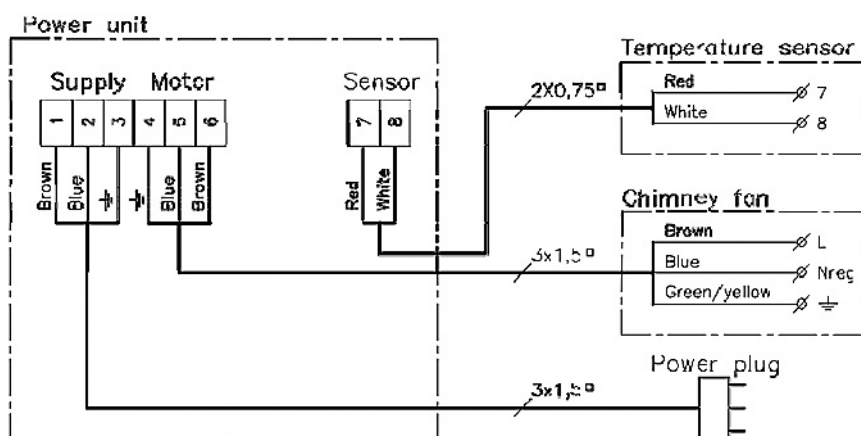 Power unit
Supply Motor Sensor
1 2 3 4 5 6 7 8
Brown Blue Blue Brown Red White
2X0,75¤
3x1,5¤
3x1,5¤
Temperature sensor
Red 7
White 8
Chimney fan
Brown L
Blue Nreg
Green/yellow
Power plug